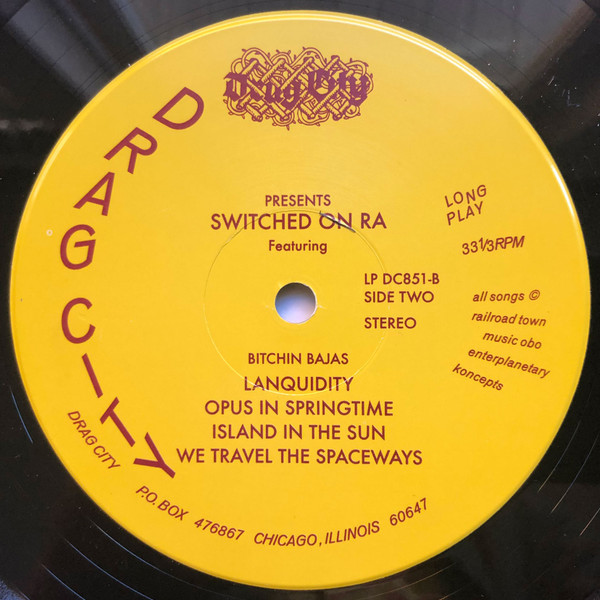 Drag City
DRAG CITY
PRESENTS
SWITCHED ON RA
Featuring
LONG
PLAY
33 1/3 RPM
LP DC851-B
SIDE TWO
STEREO
all songs ©
railroad town
music obo
enterplanetary
koncepts
BITCHIN BAJAS
LANQUIDITY
OPUS IN SPRINGTIME
ISLAND IN THE SUN
WE TRAVEL THE SPACEWAYS
DRAG CITY P.O. BOX 476867 CHICAGO, ILLINOIS 60647